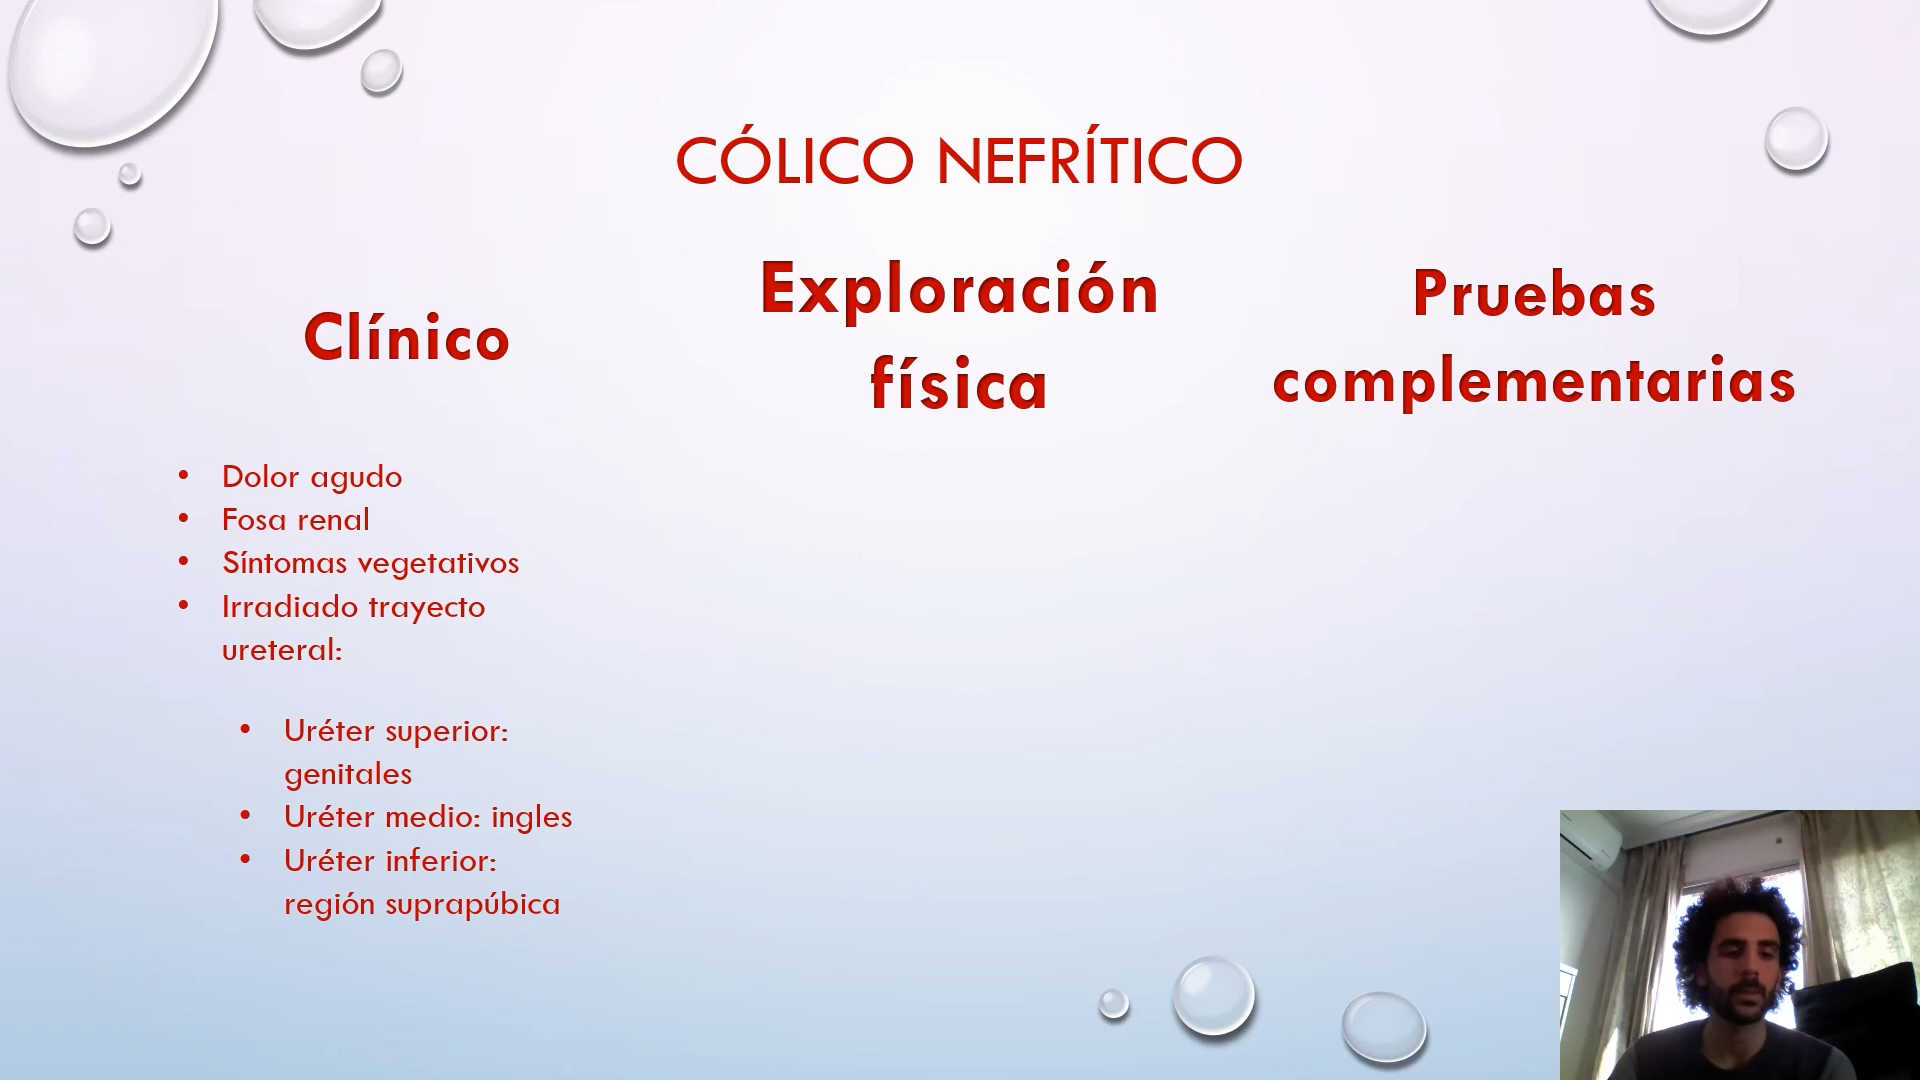 CÓLICO NEFRÍTICO
Clínico
• Dolor agudo
• Fosa renal
• Síntomas vegetativos
• Irradiado trayecto
ureteral:
• Uréter superior:
genitales
• Uréter medio: ingles
• Uréter inferior:
región suprapúbica
Exploración
física
Pruebas
complementarias